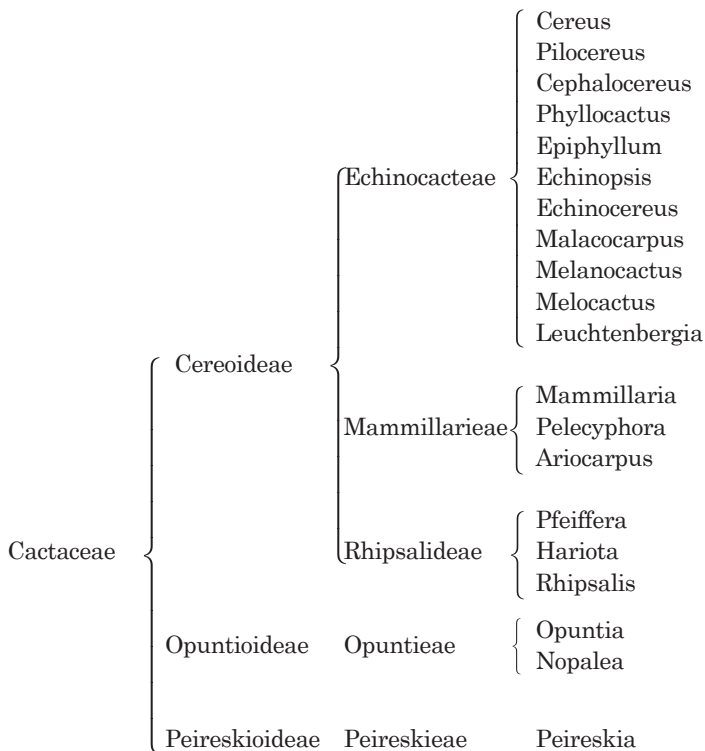 Cereus
Pilocereus
Cephalocereus
Phyllocactus
Epiphyllum
Echinocacteae Echinopsis
Echinocereus
Malacocarpus
Melanocactus
Melocactus
Leuchtenbergia
Cereoideae
Mammillaria
Mammillarieae Pelecyphora
Ariocarpus
Pfeiffera
Cactaceae Rhipsalideae Hariota
Rhipsalis
Opuntioideae Opuntieae Opuntia
Nopalea
Peireskioideae Peireskieae Peireskia